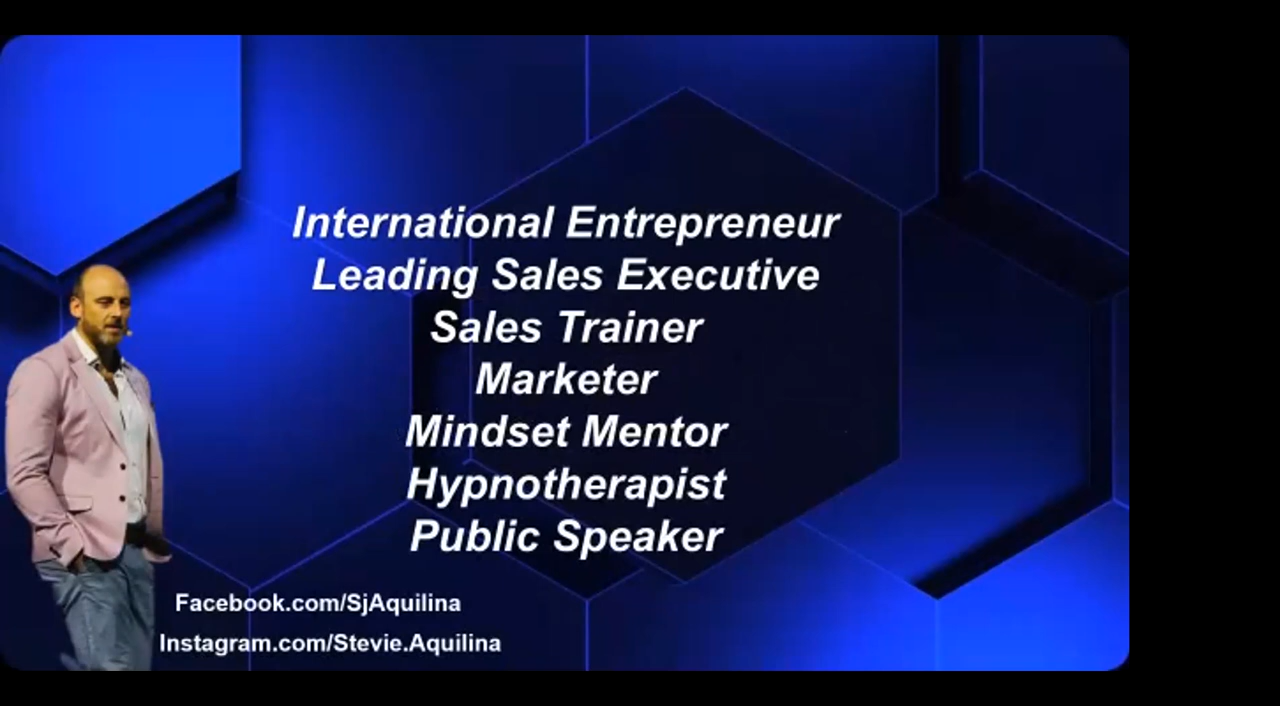 International Entrepreneur
Leading Sales Executive
Sales Trainer
Marketer
Mindset Mentor
Hypnotherapist
Public Speaker
Facebook.com/SjAquilina
Instagram.com/Stevie.Aquilina